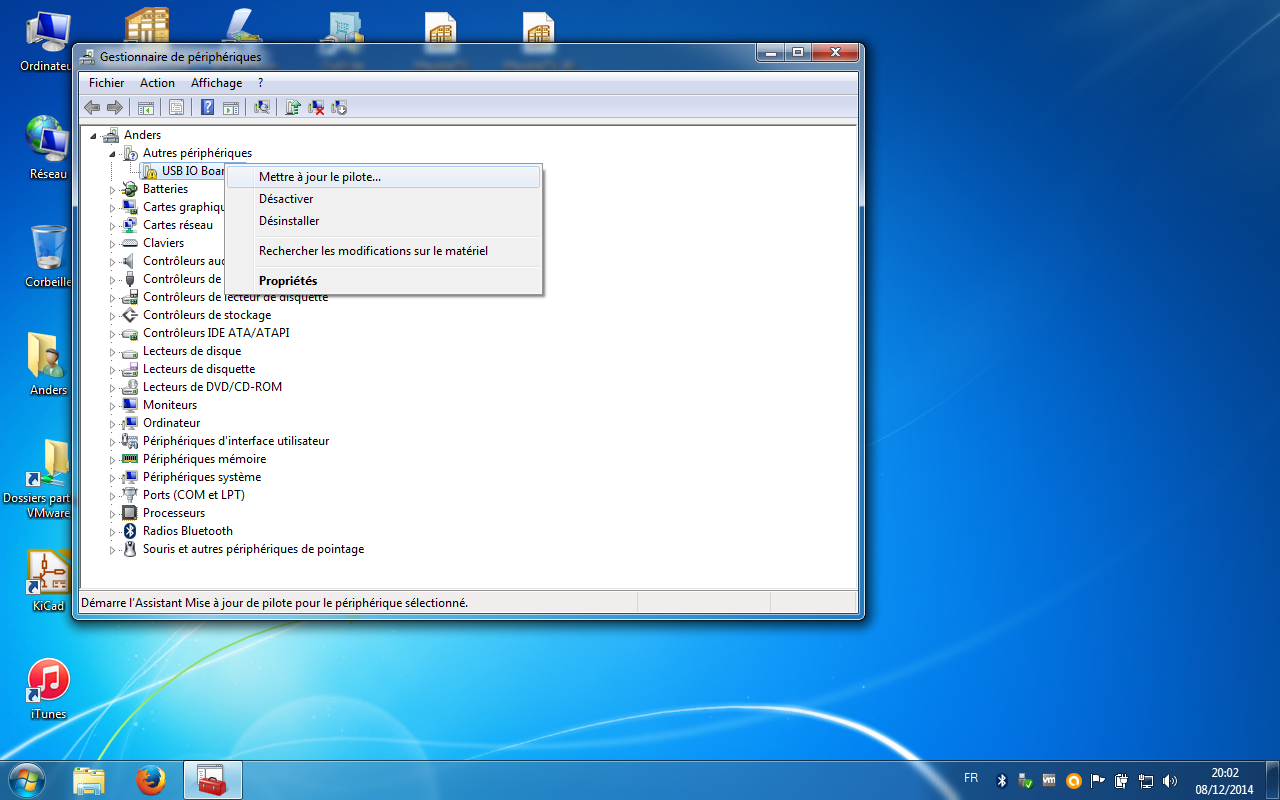 Ordinateu
Réseau
Corbeille
Anders
Dossiers part
VMware
KiCad
iTunes
Gestionnaire de périphériques
Fichier Action Affichage ?
Anders
Autres périphériques
USB IO Boar
Batteries
Cartes graphiqu
Cartes réseau
Claviers
Contrôleurs aud
Contrôleurs de
Contrôleurs de lecteur de disquette
Contrôleurs de stockage
Contrôleurs IDE ATA/ATAPI
Lecteurs de disque
Lecteurs de disquette
Lecteurs de DVD/CD-ROM
Moniteurs
Ordinateur
Périphériques d'interface utilisateur
Périphériques mémoire
Périphériques système
Ports (COM et LPT)
Processeurs
Radios Bluetooth
Souris et autres périphériques de pointage
Mettre à jour le pilote...
Désactiver
Désinstaller
Rechercher les modifications sur le matériel
Propriétés
Démarre l'Assistant Mise à jour de pilote pour le périphérique sélectionné.
FR
vm
20:02
08/12/2014